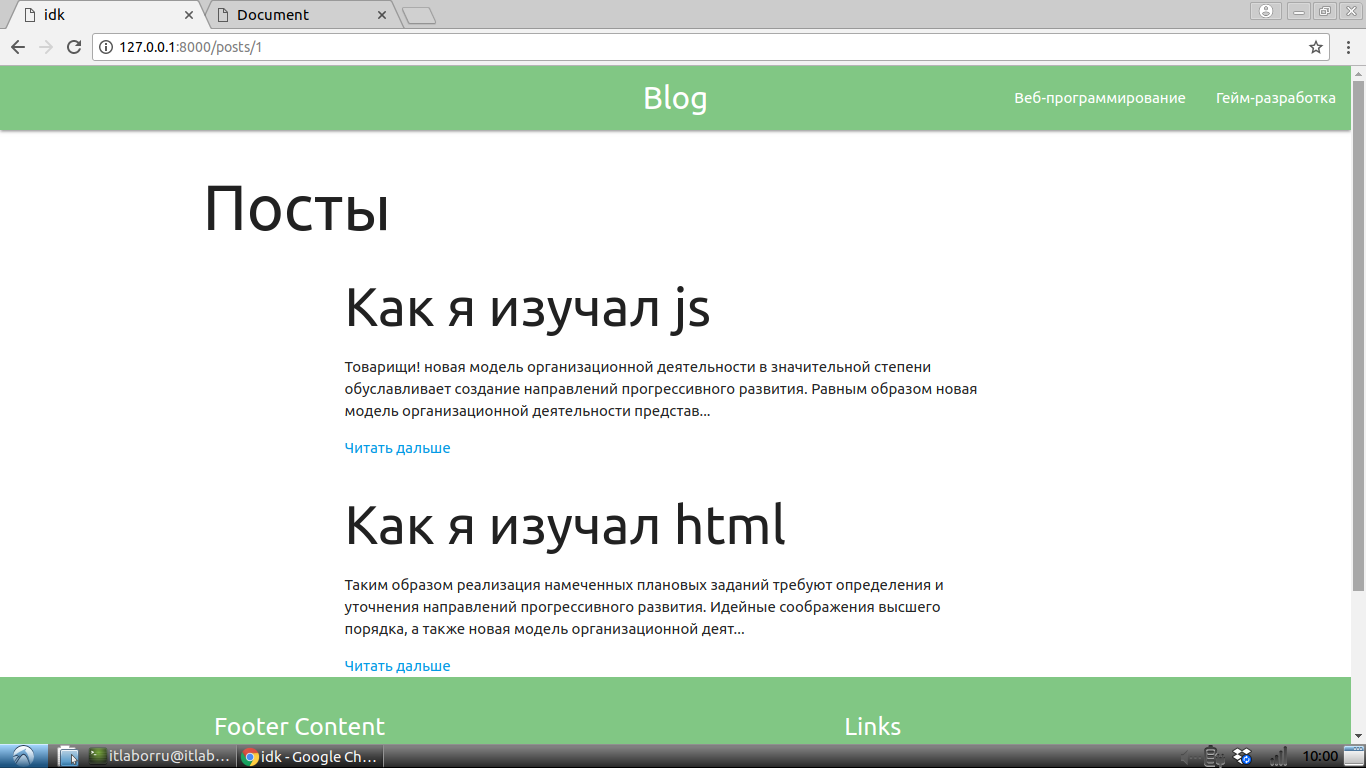 idk
Document
127.0.0.1:8000/posts/1
Blog
Веб-программирование
Гейм-разработка
Посты
Как я изучал js
Товарищи! новая модель организационной деятельности в значительной степени
обуславливает создание направлений прогрессивного развития. Равным образом новая
модель организационной деятельности представ...
Читать дальше
Как я изучал html
Таким образом реализация намеченных плановых заданий требуют определения и
уточнения направлений прогрессивного развития. Идейные соображения высшего
порядка, а также новая модель организационной деят...
Читать дальше
Footer Content
Links
itlaborru@itlab...
idk - Google Ch...
10:00